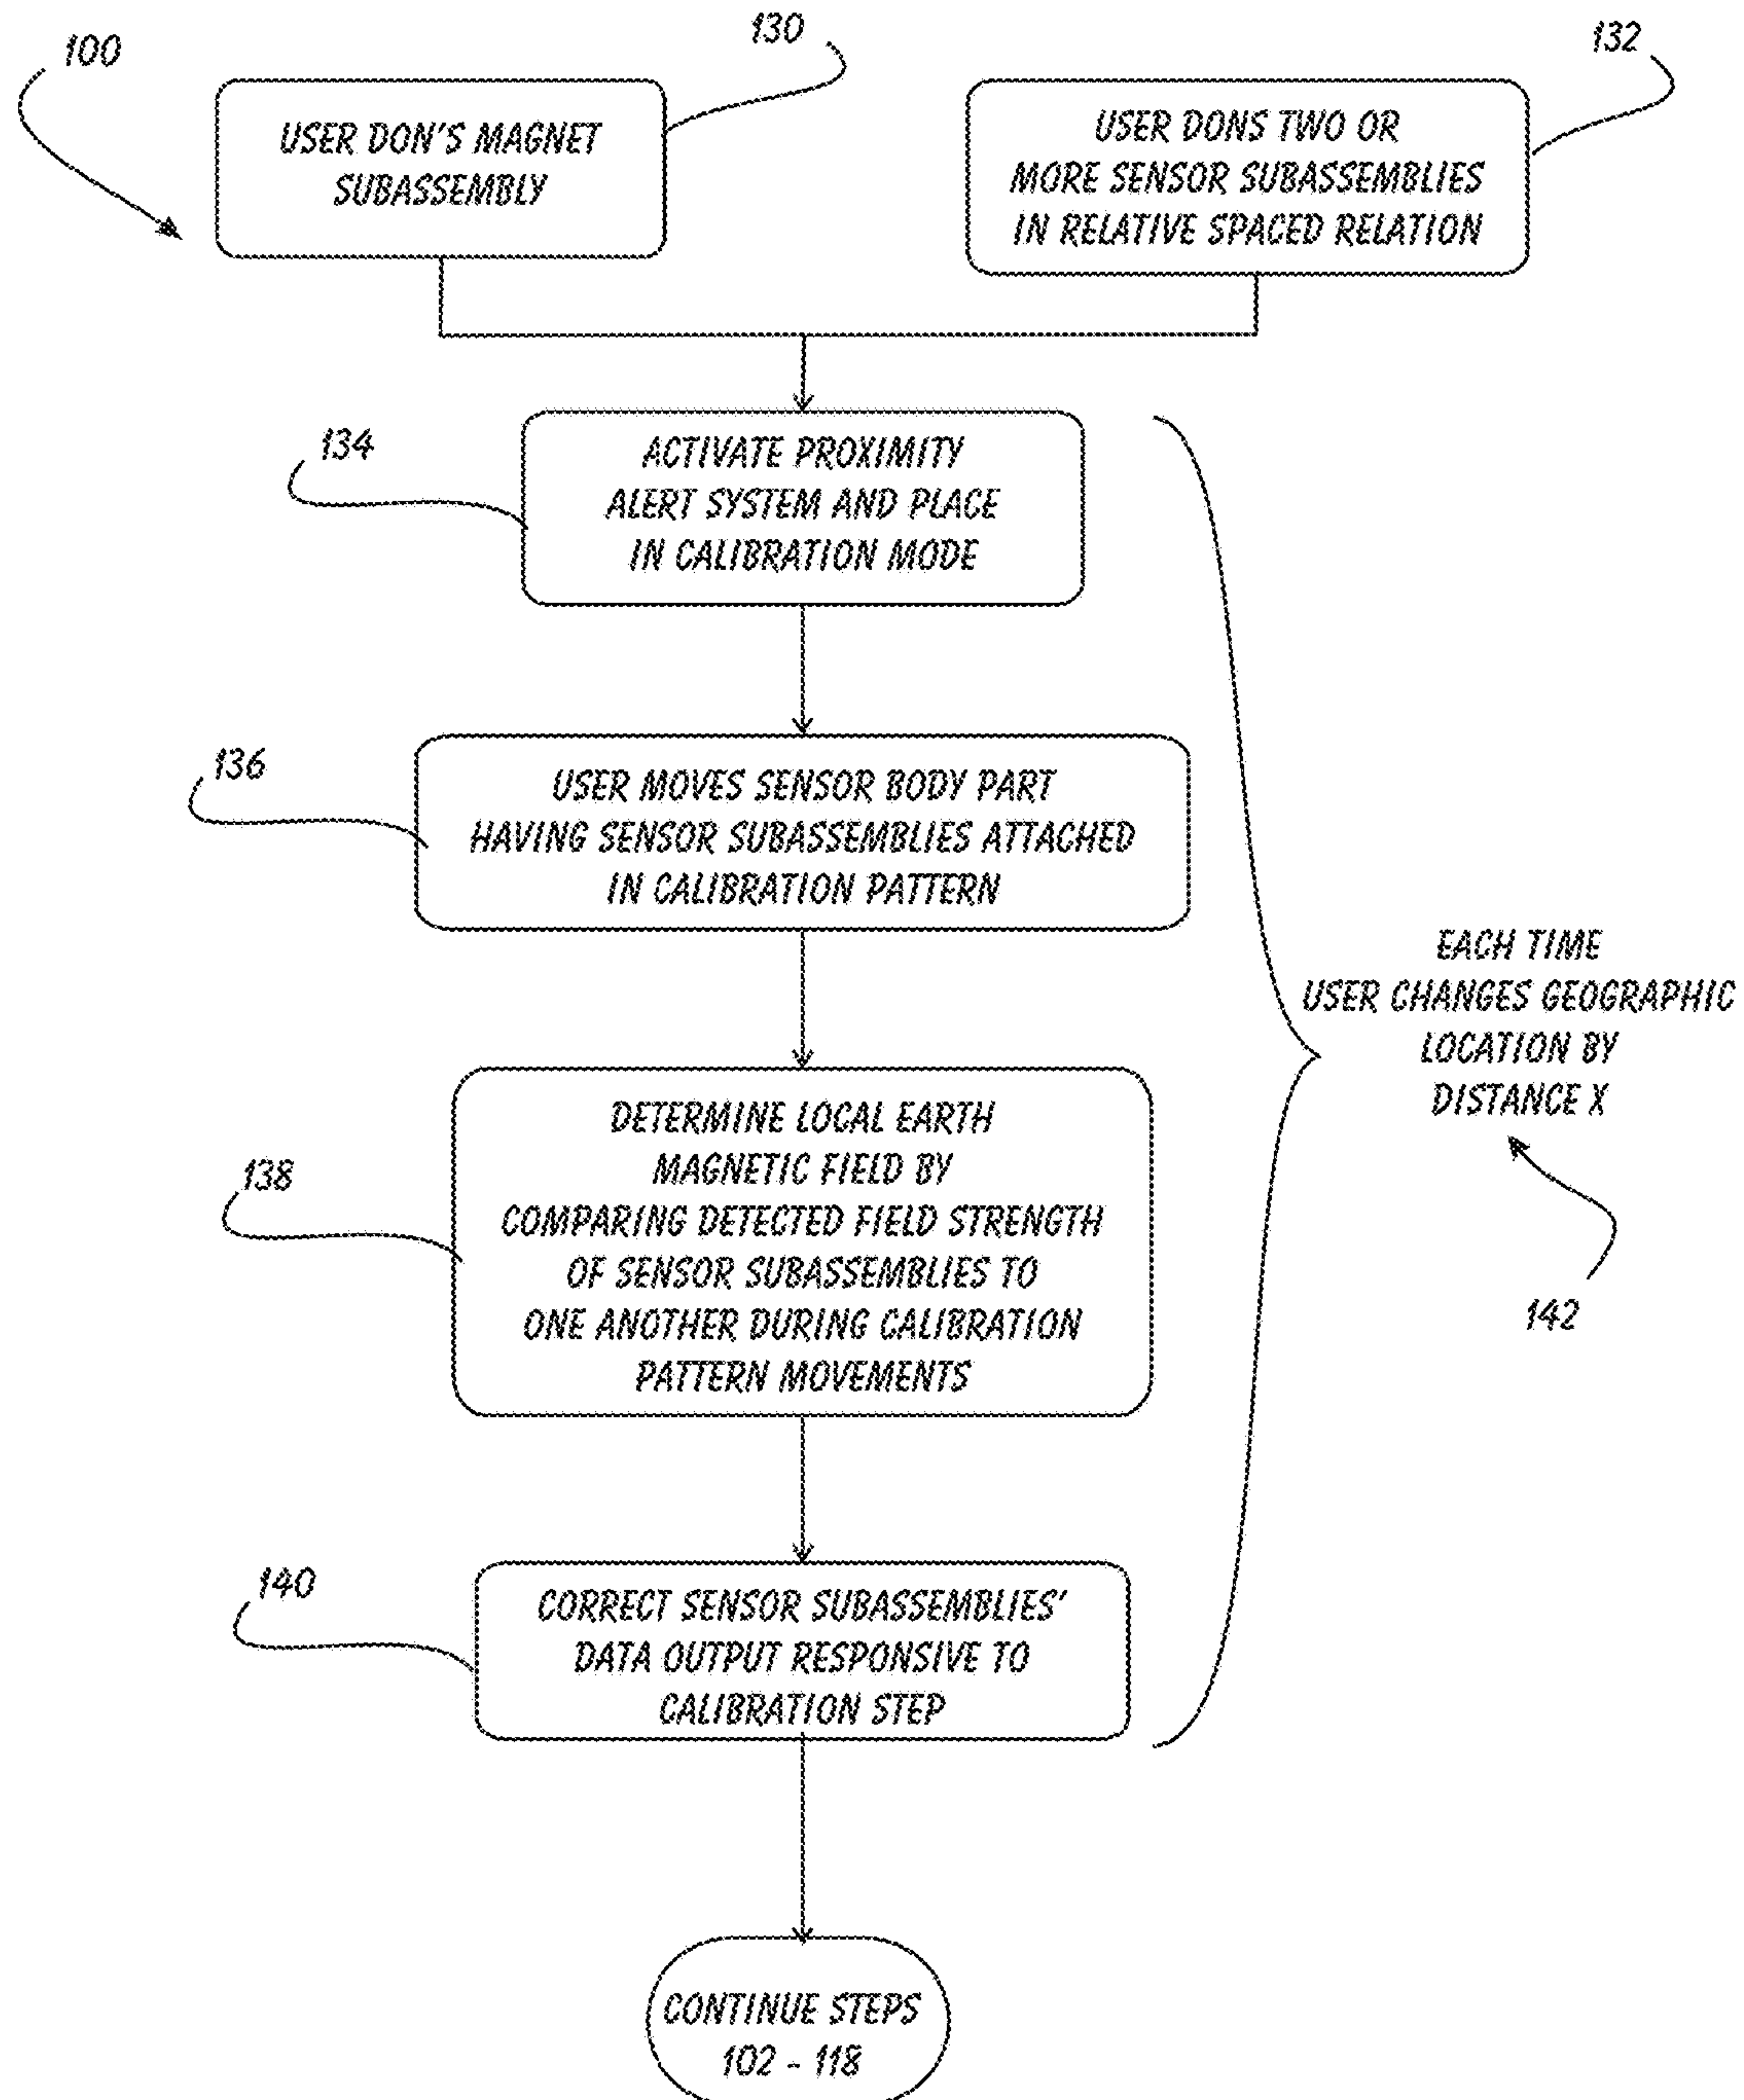 100
130
132
USER DON'S MAGNET
SUBASSEMBLY
USER DONS TWO OR
MORE SENSOR SUBASSEMBLIES
IN RELATIVE SPACED RELATION
134
ACTIVATE PROXIMITY
ALERT SYSTEM AND PLACE
IN CALIBRATION MODE
136
USER MOVES SENSOR BODY PART
HAVING SENSOR SUBASSEMBLIES ATTACHED
IN CALIBRATION PATTERN
EACH TIME
USER CHANGES GEOGRAPHIC
LOCATION BY
DISTANCE X
142
138
DETERMINE LOCAL EARTH
MAGNETIC FIELD BY
COMPARING DETECTED FIELD STRENGTH
OF SENSOR SUBASSEMBLIES TO
ONE ANOTHER DURING CALIBRATION
PATTERN MOVEMENTS
140
CORRECT SENSOR SUBASSEMBLIES'
DATA OUTPUT RESPONSIVE TO
CALIBRATION STEP
CONTINUE STEPS
102 - 118